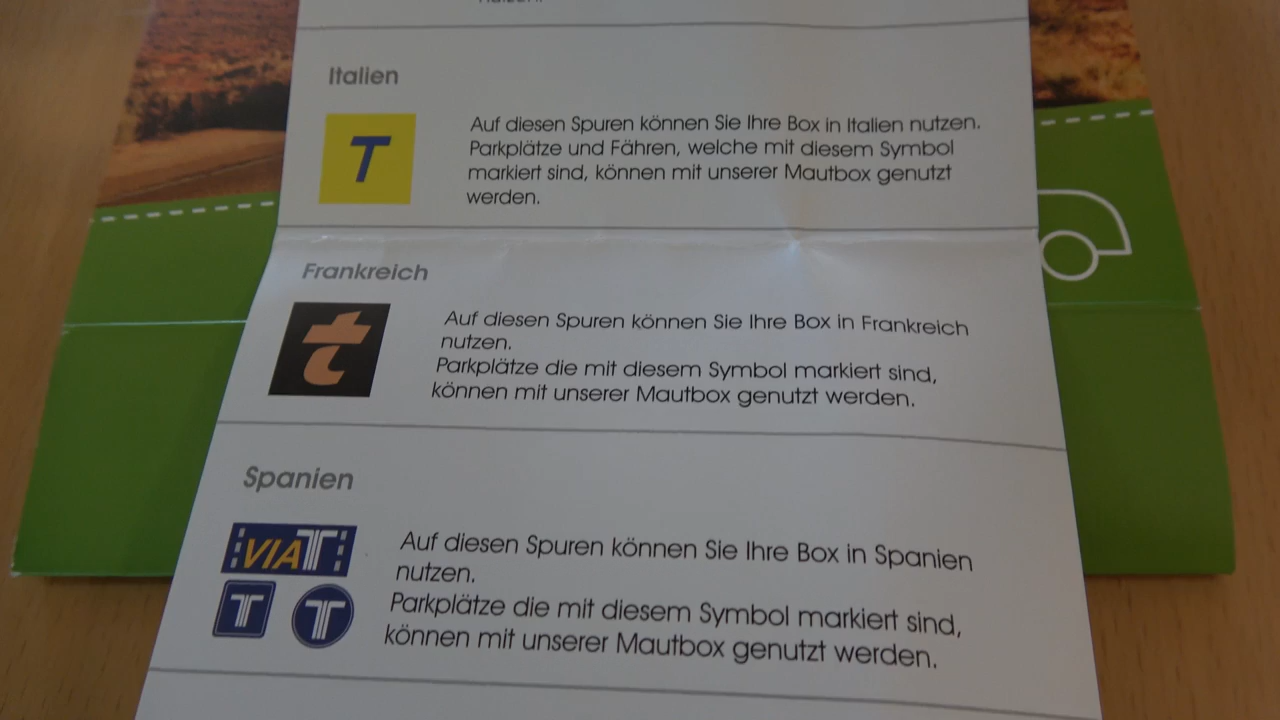 Italien
T
Auf diesen Spuren können Sie Ihre Box in Italien nutzen.
Parkplätze und Fähren, welche mit diesem Symbol
markiert sind, können mit unserer Mautbox genutzt
werden.
Frankreich
t
Auf diesen Spuren können Sie Ihre Box in Frankreich
nutzen.
Parkplätze die mit diesem Symbol markiert sind,
können mit unserer Mautbox genutzt werden.
Spanien
VIA T
T T
Auf diesen Spuren können Sie Ihre Box in Spanien
nutzen.
Parkplätze die mit diesem Symbol markiert sind,
können mit unserer Mautbox genutzt werden.